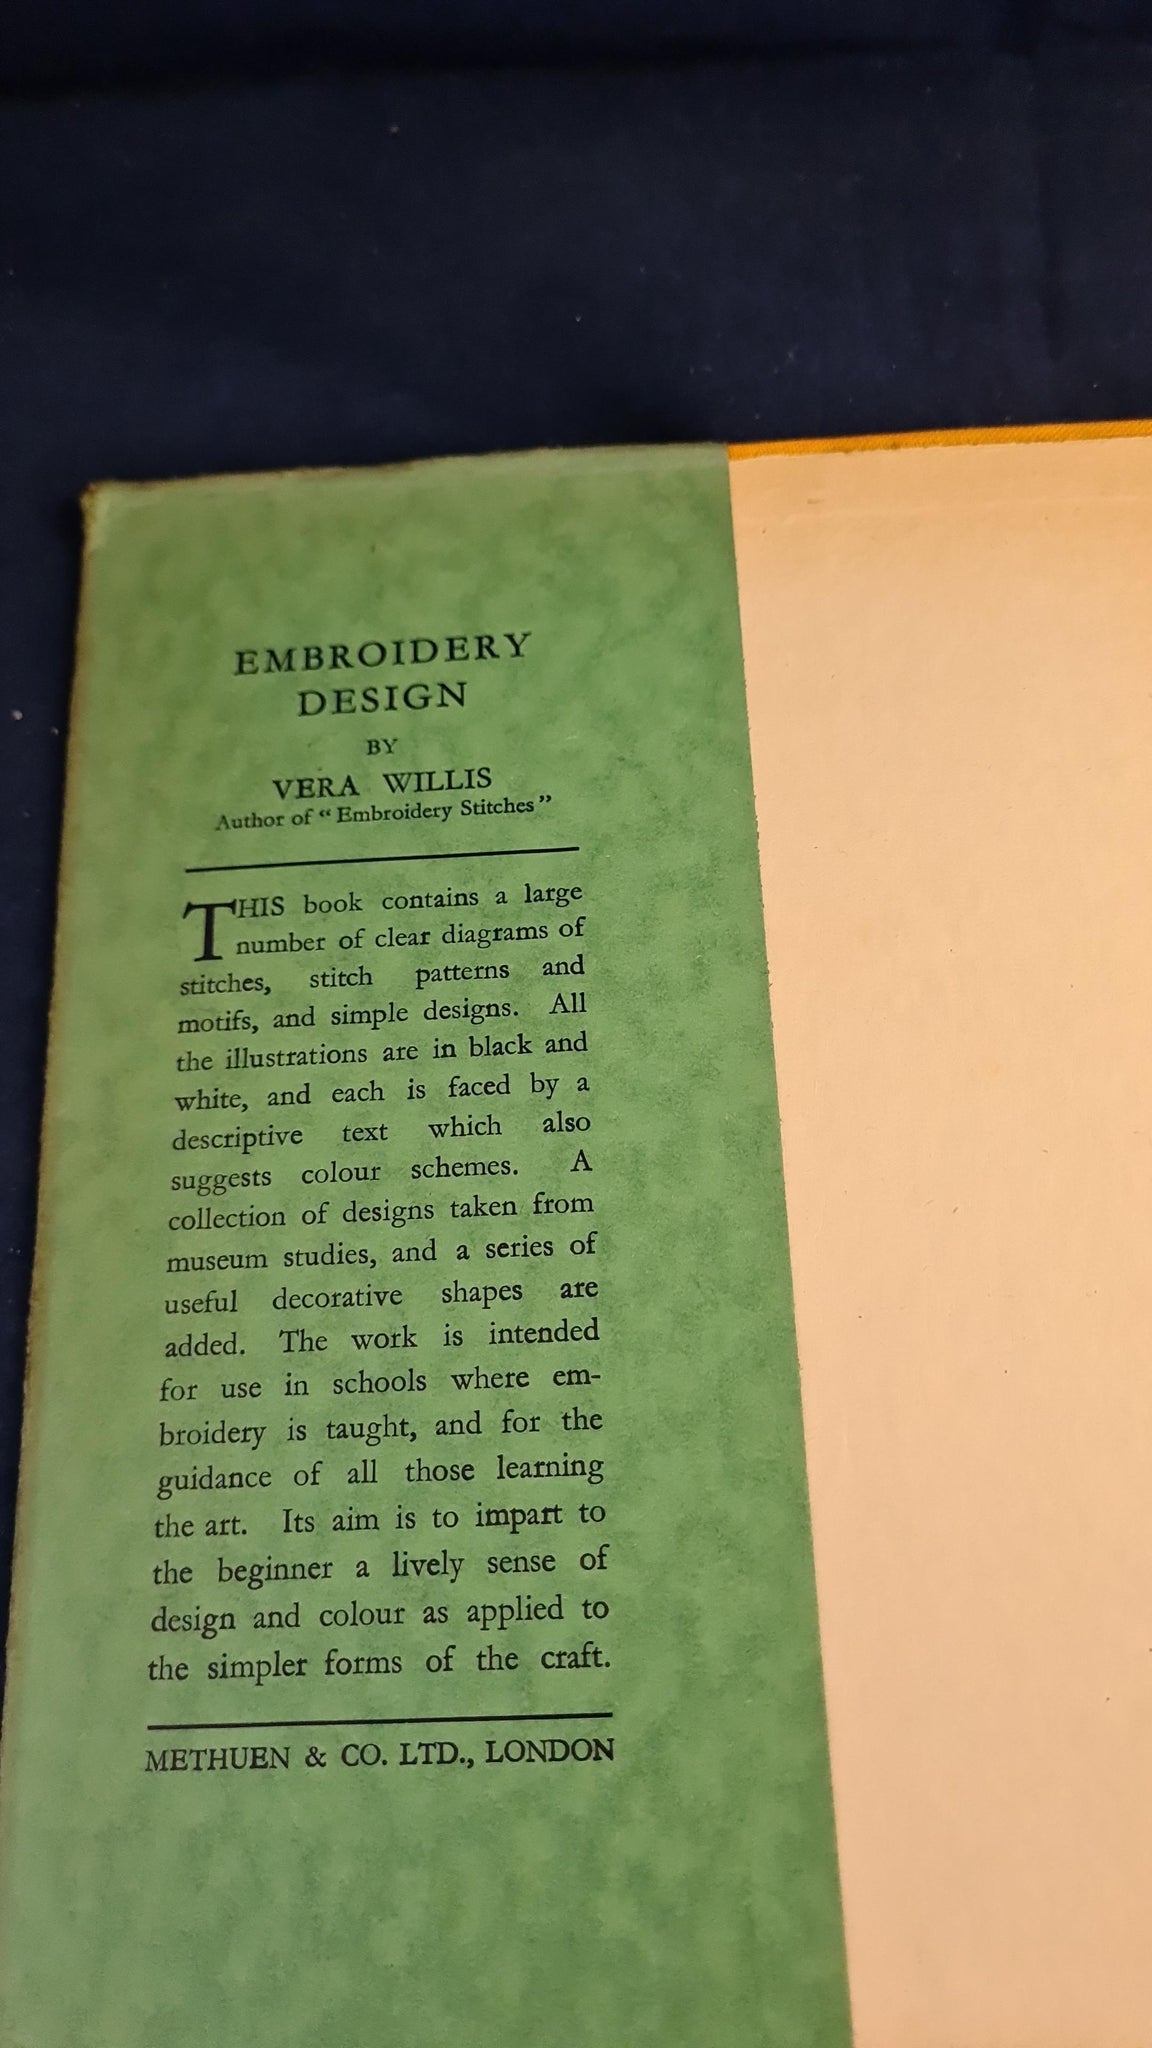 EMBROIDERY
DESIGN
BY
VERA WILLIS
Author of "Embroidery Stitches"
THIS book contains a large
number of clear diagrams of
stitches, stitch patterns and
motifs, and simple designs. All
the illustrations are in black and
white, and each is faced by a
descriptive text which also
suggests colour schemes. A
collection of designs taken from
museum studies, and a series of
useful decorative shapes are
added. The work is intended
for use in schools where em-
broidery is taught, and for the
guidance of all those learning
the art. Its aim is to impart to
the beginner a lively sense of
design and colour as applied to
the simpler forms of the craft.
METHUEN & CO. LTD., LONDON